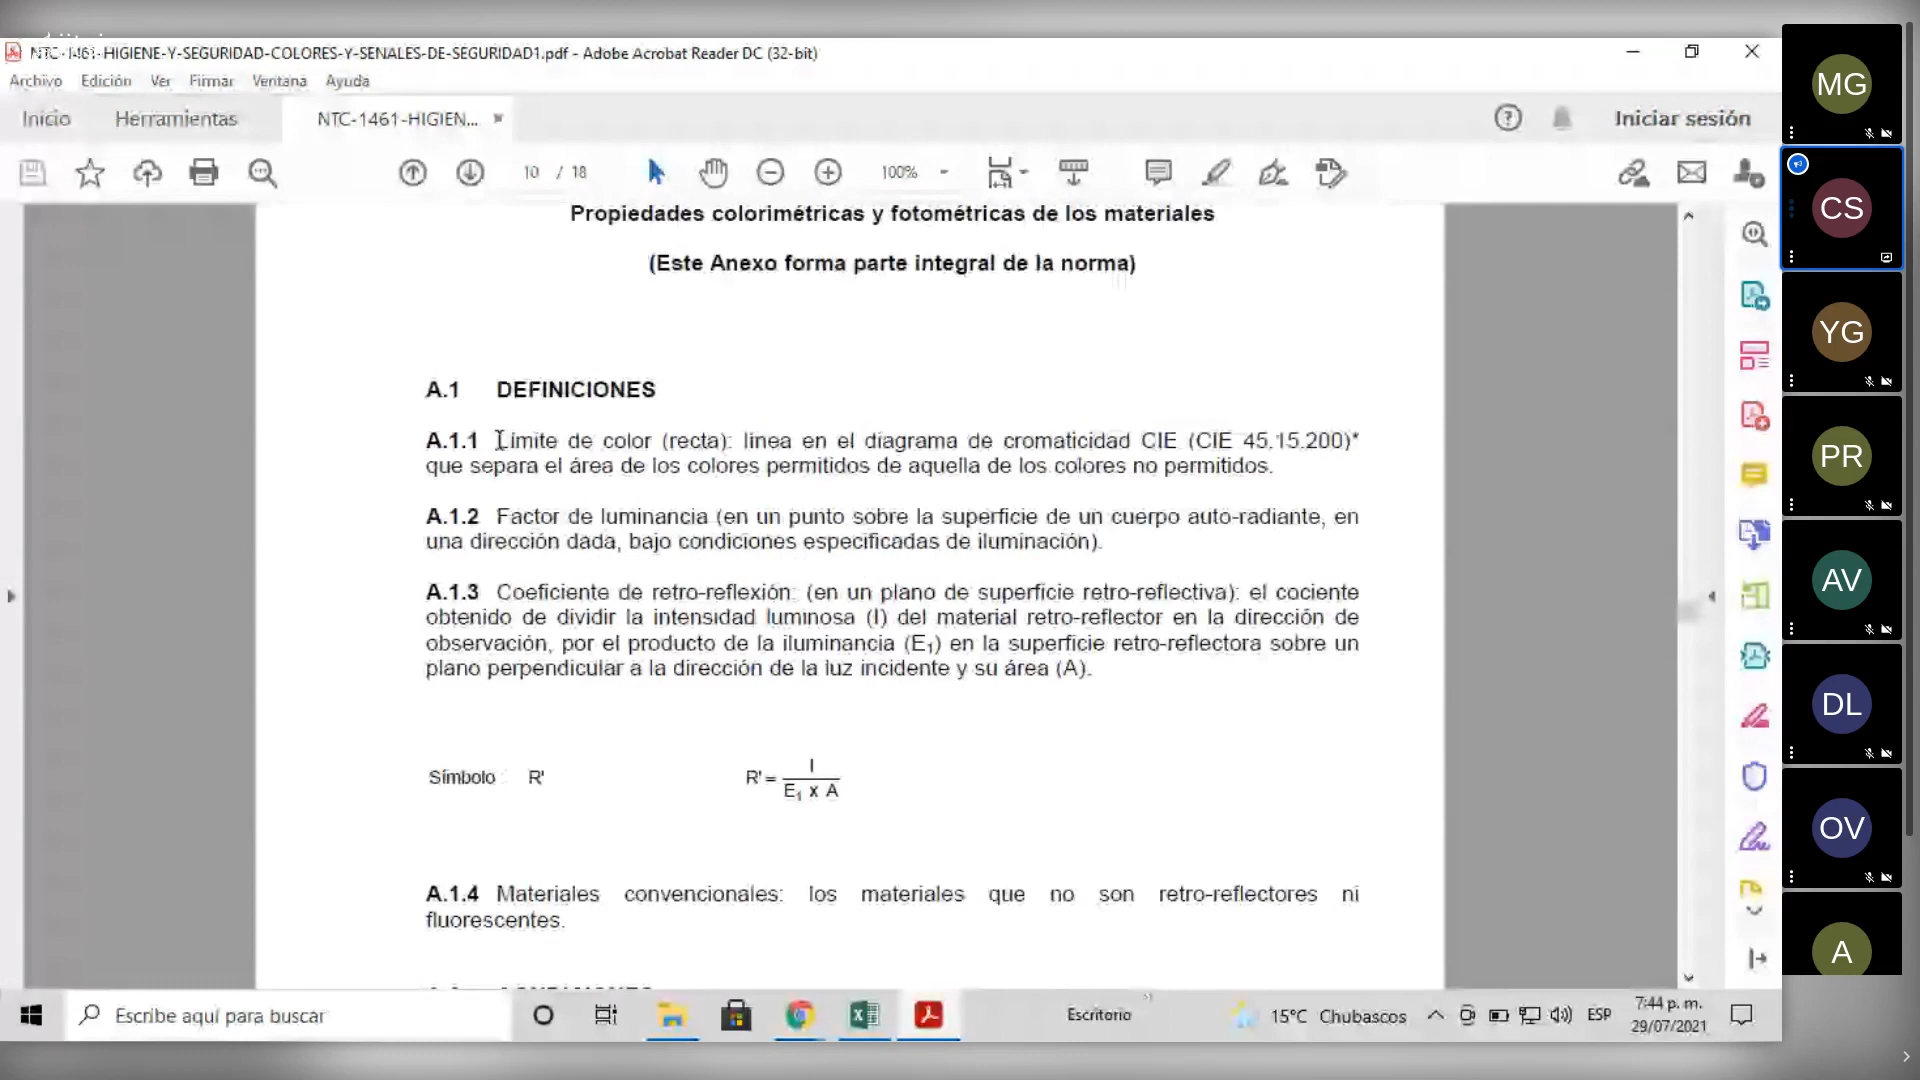 NTC-1461-HIGIENE-Y-SEGURIDAD-COLORES-Y-SENALES-DE-SEGURIDAD1.pdf - Adobe Acrobat Reader DC (32-bit)
Archivo Edición Ver Firmar Ventana Ayuda
Inicio Herramientas NTC-1461-HIGIEN... Iniciar sesión
10 / 18 100%
Propiedades colorimétricas y fotométricas de los materiales
(Este Anexo forma parte integral de la norma)
A.1 DEFINICIONES
A.1.1 Límite de color (recta): línea en el diagrama de cromaticidad CIE (CIE 45.15.200)*
que separa el área de los colores permitidos de aquella de los colores no permitidos.
A.1.2 Factor de luminancia (en un punto sobre la superficie de un cuerpo auto-radiante, en
una dirección dada, bajo condiciones especificadas de iluminación).
A.1.3 Coeficiente de retro-reflexión: (en un plano de superficie retro-reflectiva): el cociente
obtenido de dividir la intensidad luminosa (I) del material retro-reflector en la dirección de
observación, por el producto de la iluminancia (E₁) en la superficie retro-reflectora sobre un
plano perpendicular a la dirección de la luz incidente y su área (A).
Símbolo R' R' = I
E₁ x A
A.1.4 Materiales convencionales: los materiales que no son retro-reflectores ni
fluorescentes.
Escribe aquí para buscar
Escritorio
15°C Chubascos
ESP
7:44 p. m.
29/07/2021
MG
CS
YG
PR
AV
DL
OV
A